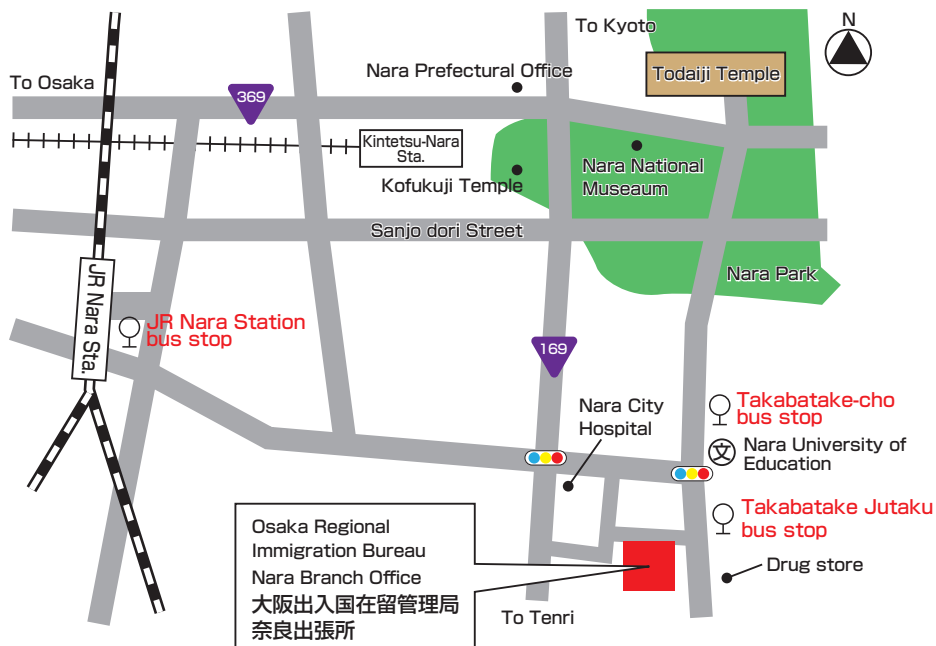 To Kyoto
N
Nara Prefectural Office
Todaiji Temple
To Osaka
369
Kintetsu-Nara
Sta.
Nara National
Museaum
Kofukuji Temple
Sanjo dori Street
Nara Park
JR Nara Sta.
JR Nara Station
bus stop
169
Takabatake-cho
bus stop
Nara City
Hospital
文
Nara University of
Education
Takabatake Jutaku
bus stop
Osaka Regional
Immigration Bureau
Nara Branch Office
大阪出入国在留管理局
奈良出張所
Drug store
To Tenri